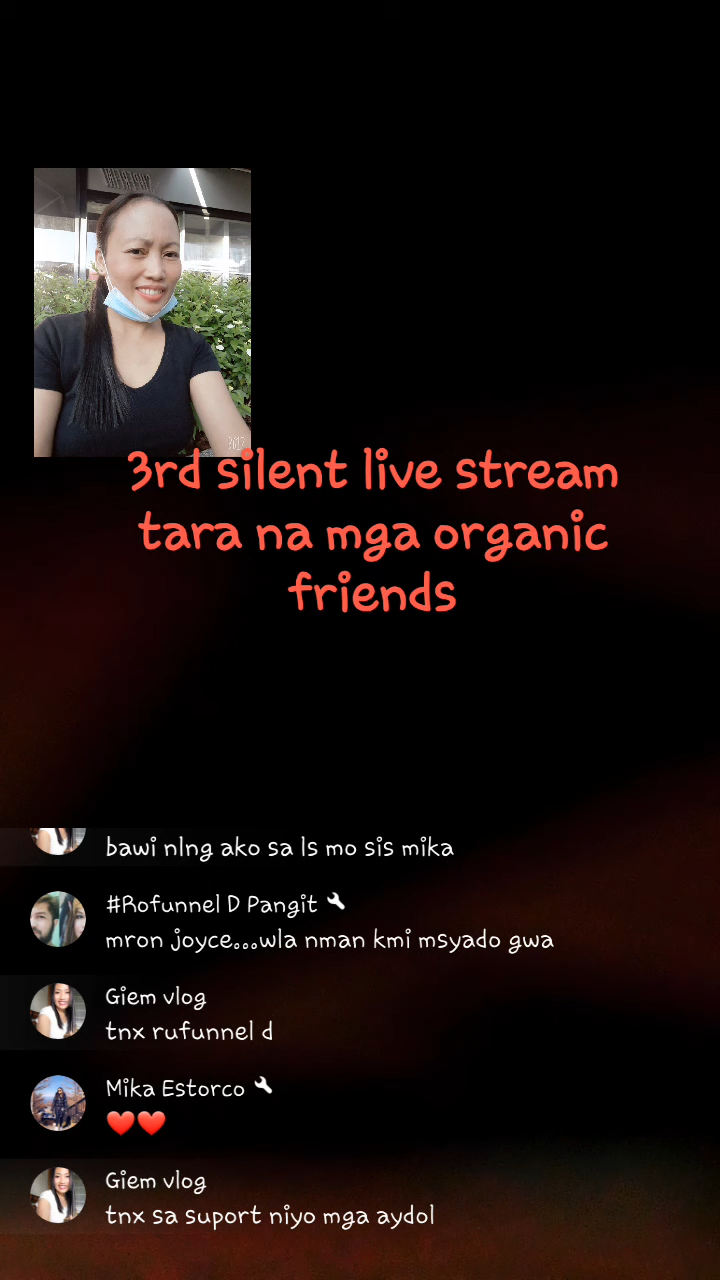 3rd silent live stream
tara na mga organic
friends
bawi nlng ako sa ls mo sis mika
#Rofunnel D Pangit
mron joyce...wla nman kmi msyado gwa
Giem vlog
tnx rufunnel d
Mika Estorco
❤️❤️
Giem vlog
tnx sa suport niyo mga aydol